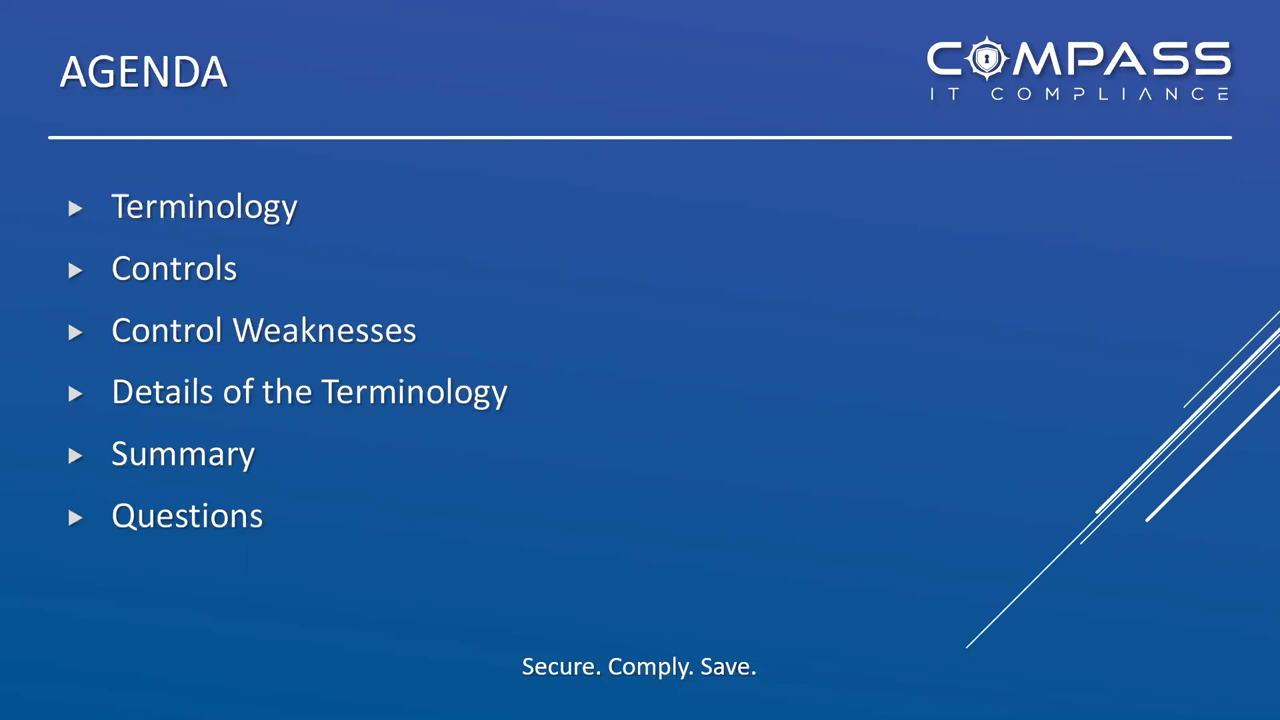 AGENDA
COMPASS
IT COMPLIANCE
Terminology
Controls
Control Weaknesses
Details of the Terminology
Summary
Questions
Secure. Comply. Save.